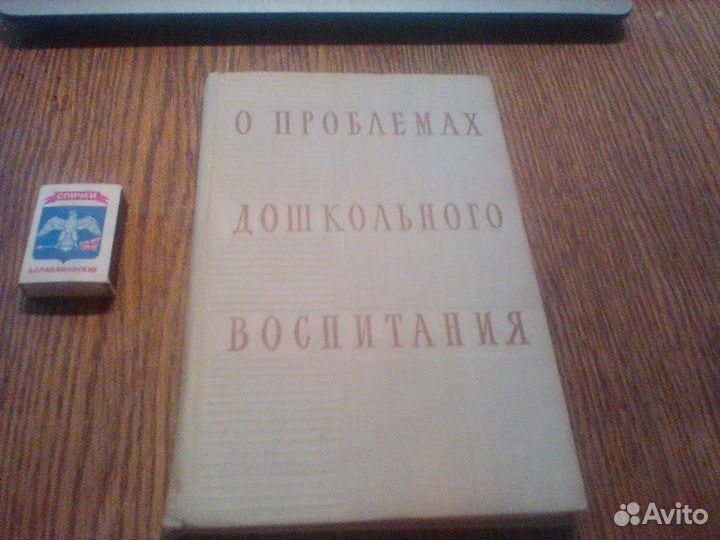 О ПРОБЛЕМАХ
ДОШКОЛЬНОГО
ВОСПИТАНИЯ
СПИЧКИ
БАЛАБАНОВСКИЕ
Avito